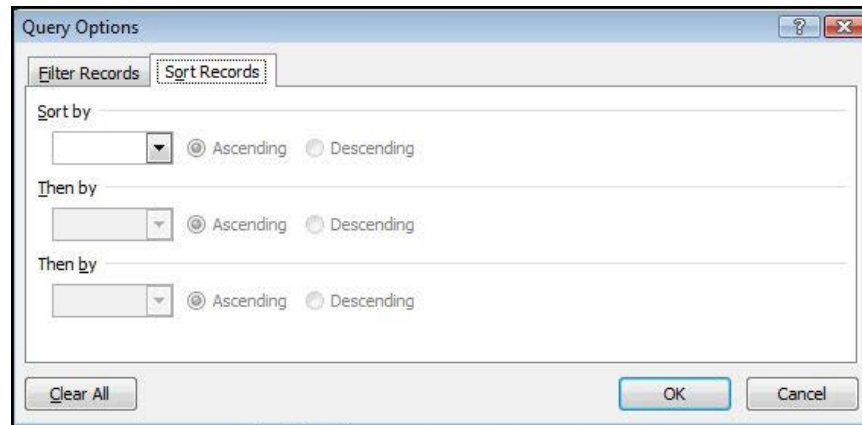 Query Options
Filter Records Sort Records
Sort by
Ascending Descending
Then by
Ascending Descending
Then by
Ascending Descending
Clear All OK Cancel